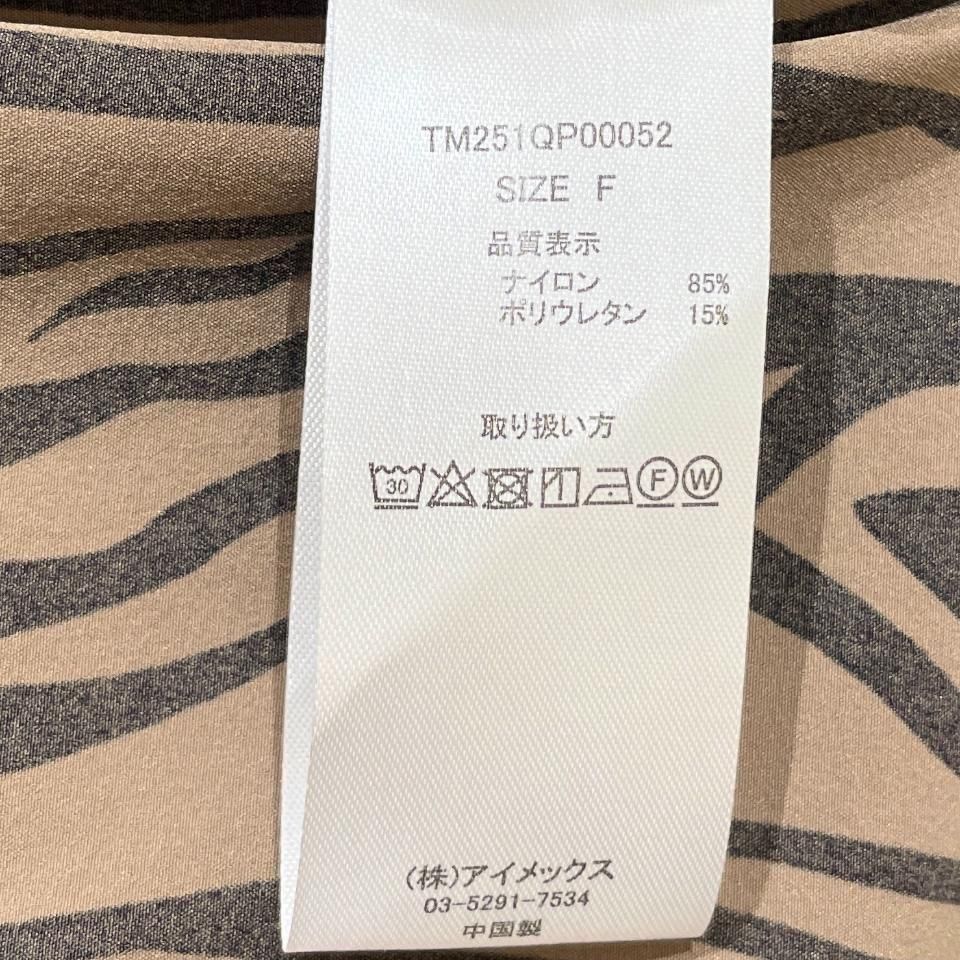 TM251QP00052
SIZE F
品質表示
ナイロン 85%
ポリウレタン 15%
取り扱い方
30 F W
(株)アイメックス
03-5291-7534
中国製